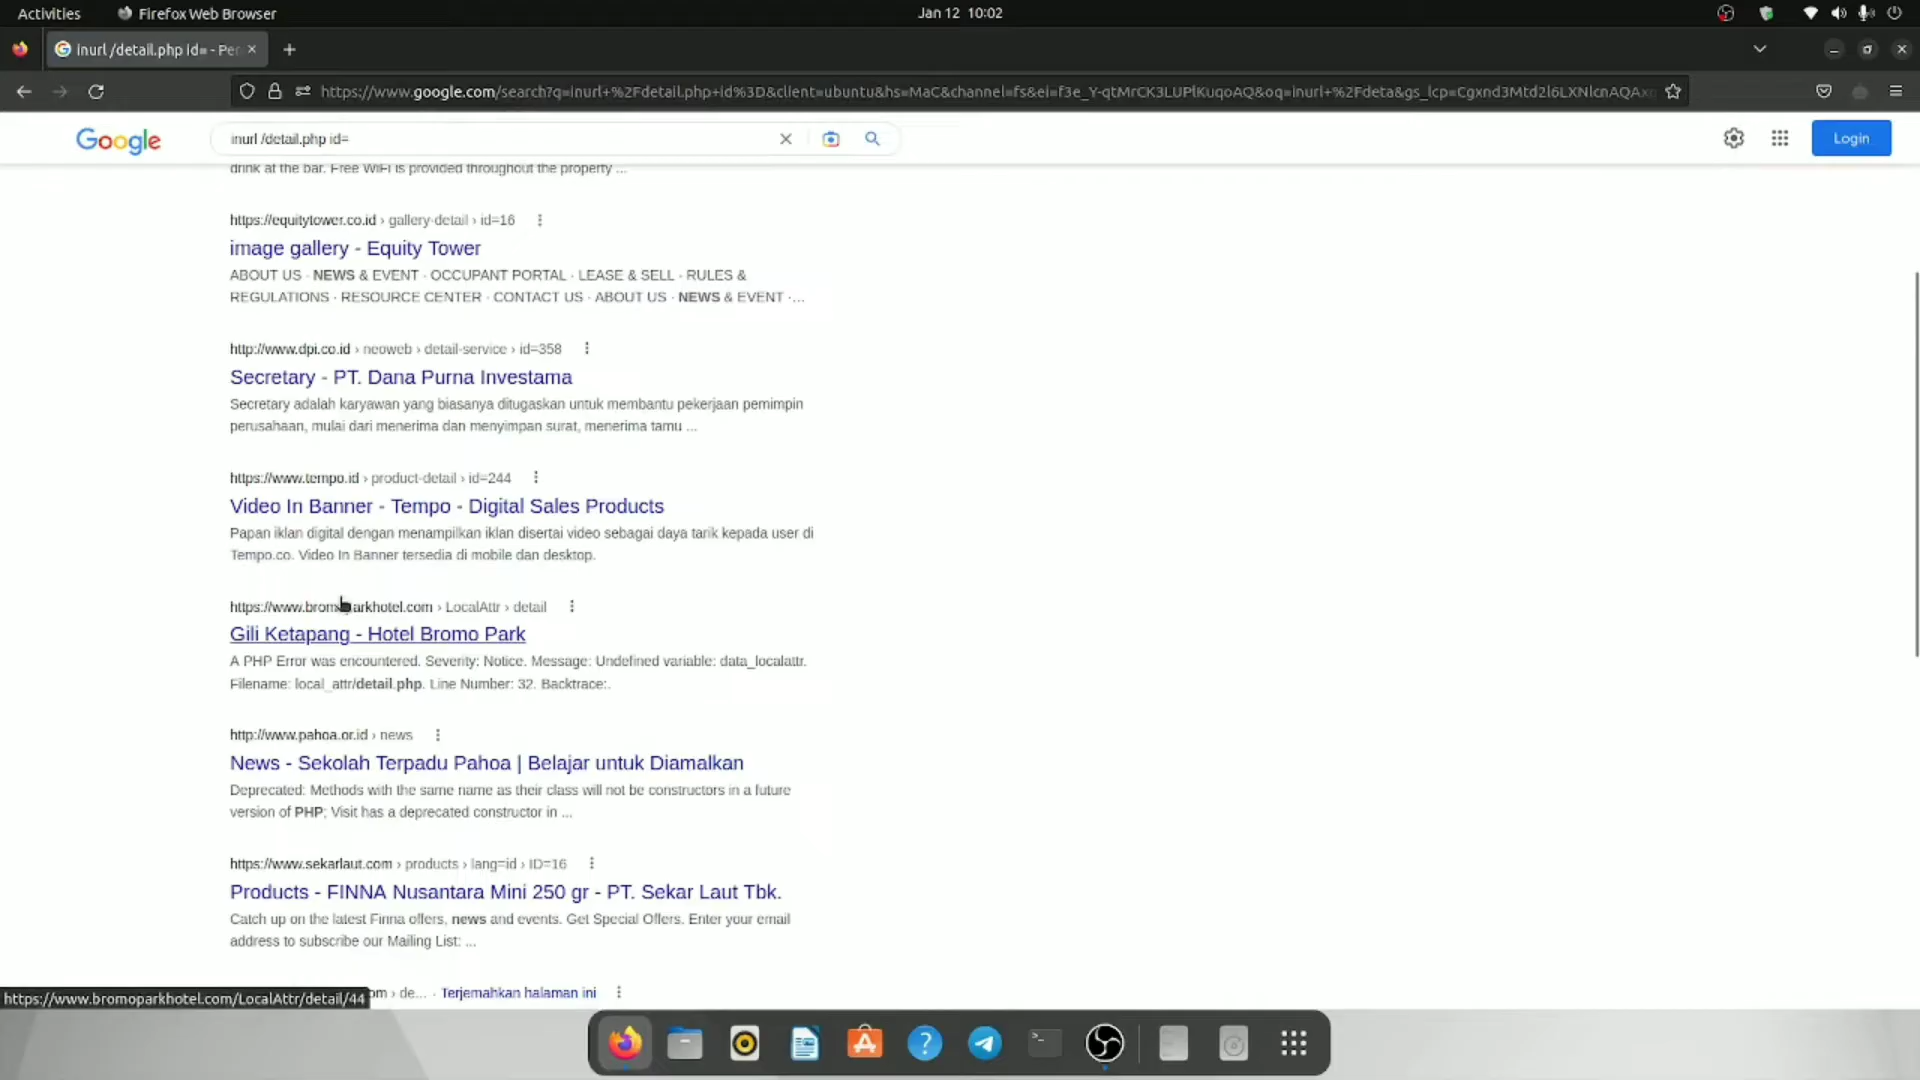 Activities
Firefox Web Browser
Jan 12 10:02
inurl /detail.php id= - Per
https://www.google.com/search?q=inurl+%2Fdetail.php+id%3D&client=ubuntu&hs=MaC&channel=fs&ei=f3e_Y-qtMrCK3LUPlKuqoAQ&oq=inurl+%2Fdeta&gs_lcp=Cgxnd3Mtd2l6LXNlcnAQAx
Google
inurl /detail.php id=
Login
drink at the bar. Free WiFi is provided throughout the property ...
https://equitytower.co.id › gallery-detail › id=16
image gallery - Equity Tower
ABOUT US · NEWS & EVENT · OCCUPANT PORTAL · LEASE & SELL · RULES &
REGULATIONS · RESOURCE CENTER · CONTACT US · ABOUT US · NEWS & EVENT ·...
http://www.dpi.co.id › neoweb › detail-service › id=358
Secretary - PT. Dana Purna Investama
Secretary adalah karyawan yang biasanya ditugaskan untuk membantu pekerjaan pemimpin
perusahaan, mulai dari menerima dan menyimpan surat, menerima tamu ...
https://www.tempo.id › product-detail › id=244
Video In Banner - Tempo - Digital Sales Products
Papan iklan digital dengan menampilkan iklan disertai video sebagai daya tarik kepada user di
Tempo.co. Video In Banner tersedia di mobile dan desktop.
https://www.bromoparkhotel.com › LocalAttr › detail
Gili Ketapang - Hotel Bromo Park
A PHP Error was encountered. Severity: Notice. Message: Undefined variable: data_localattr.
Filename: local_attr/detail.php. Line Number: 32. Backtrace:.
http://www.pahoa.or.id › news
News - Sekolah Terpadu Pahoa | Belajar untuk Diamalkan
Deprecated: Methods with the same name as their class will not be constructors in a future
version of PHP; Visit has a deprecated constructor in ...
https://www.sekarlaut.com › products › lang=id › ID=16
Products - FINNA Nusantara Mini 250 gr - PT. Sekar Laut Tbk.
Catch up on the latest Finna offers, news and events. Get Special Offers. Enter your email
address to subscribe our Mailing List: ...
https://www.bromoparkhotel.com/LocalAttr/detail/44
om › de... · Terjemahkan halaman ini